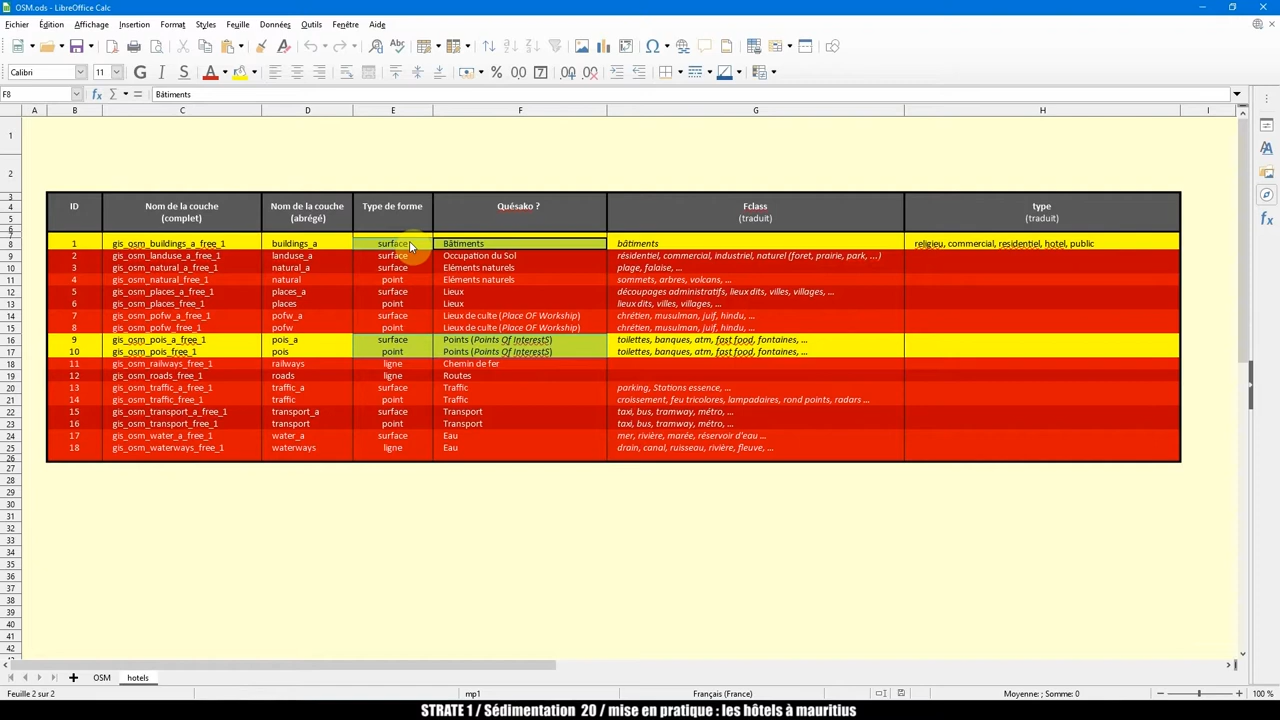 OSM.ods - LibreOffice Calc
Fichier Édition Affichage Insertion Format Styles Feuille Données Outils Fenêtre Aide
Calibri 11 G I S A
F8 Bâtiments
A B C D E F G H I
ID Nom de la couche (complet) Nom de la couche (abrégé) Type de forme Quésako ? Fclass (traduit) type (traduit)
1 gis_osm_buildings_a_free_1 buildings_a surface Bâtiments bâtiments religieu, commercial, residentiel, hotel, public
2 gis_osm_landuse_a_free_1 landuse_a surface Occupation du Sol résidentiel, commercial, industriel, naturel (foret, prairie, park, ...)
3 gis_osm_natural_a_free_1 natural_a surface Eléments naturels plage, falaise, ...
4 gis_osm_natural_free_1 natural point Eléments naturels sommets, arbres, volcans, ...
5 gis_osm_places_a_free_1 places_a surface Lieux découpages administratifs, lieux dits, villes, villages, ...
6 gis_osm_places_free_1 places point Lieux lieux dits, villes, villages, ...
7 gis_osm_pofw_a_free_1 pofw_a surface Lieux de culte (Place OF Workship) chrétien, musulman, juif, hindu, ...
8 gis_osm_pofw_free_1 pofw point Lieux de culte (Place OF Workship) chrétien, musulman, juif, hindu, ...
9 gis_osm_pois_a_free_1 pois_a surface Points (Points Of InterestS) toilettes, banques, atm, fast food, fontaines, ...
10 gis_osm_pois_free_1 pois point Points (Points Of InterestS) toilettes, banques, atm, fast food, fontaines, ...
11 gis_osm_railways_free_1 railways ligne Chemin de fer
12 gis_osm_roads_free_1 roads ligne Routes
13 gis_osm_traffic_a_free_1 traffic_a surface Traffic parking, Stations essence, ...
14 gis_osm_traffic_free_1 traffic point Traffic croissement, feu tricolores, lampadaires, rond points, radars ...
15 gis_osm_transport_a_free_1 transport_a surface Transport taxi, bus, tramway, métro, ...
16 gis_osm_transport_free_1 transport point Transport taxi, bus, tramway, métro, ...
17 gis_osm_water_a_free_1 water_a surface Eau mer, rivière, marée, réservoir d'eau ...
18 gis_osm_waterways_free_1 waterways ligne Eau drain, canal, ruisseau, rivière, fleuve, ...
OSM hotels
Feuille 2 sur 2 mp1 Français (France) Moyenne ; Somme: 0 100 %
STRATE 1 / Sédimentation 20 / mise en pratique : les hôtels à mauritius